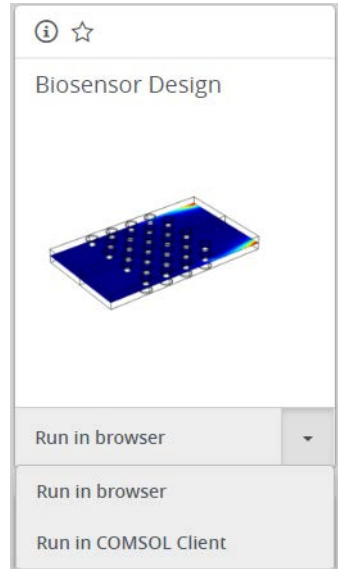 Biosensor Design
Run in browser
Run in browser
Run in COMSOL Client